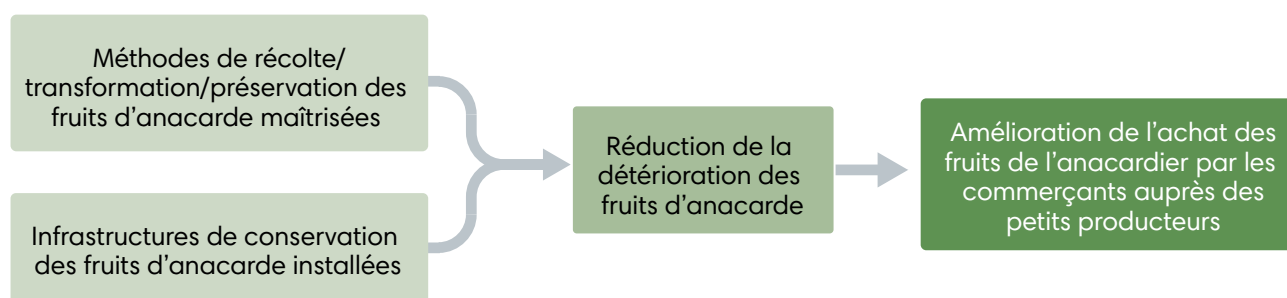 Méthodes de récolte/
transformation/préservation des
fruits d’anacarde maîtrisées
Infrastructures de conservation
des fruits d’anacarde installées
Réduction de la
détérioration des
fruits d’anacarde
Amélioration de l’achat des
fruits de l’anacardier par les
commerçants auprès des
petits producteurs